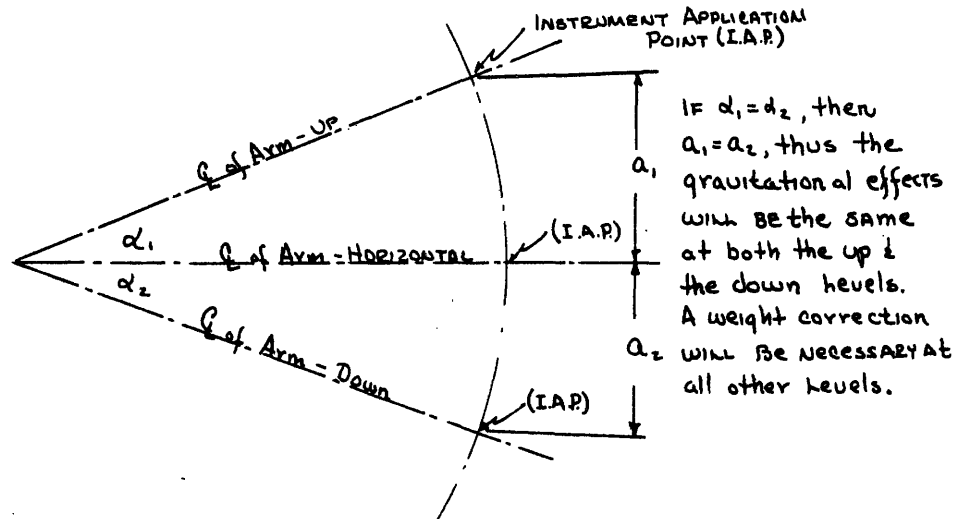 INSTRUMENT APPLICATION
POINT (I.A.P.)
℄ of Arm - UP
a₁
IF α₁=α₂, then
a₁=a₂, thus the
gravitational effects
WILL BE the SAME
at both the up &
the down levels.
A weight correction
WILL BE NECESSARY At
all other levels.
α₁
℄ of Arm - HORIZONTAL
(I.A.P.)
α₂
℄ of Arm - Down
a₂
(I.A.P.)